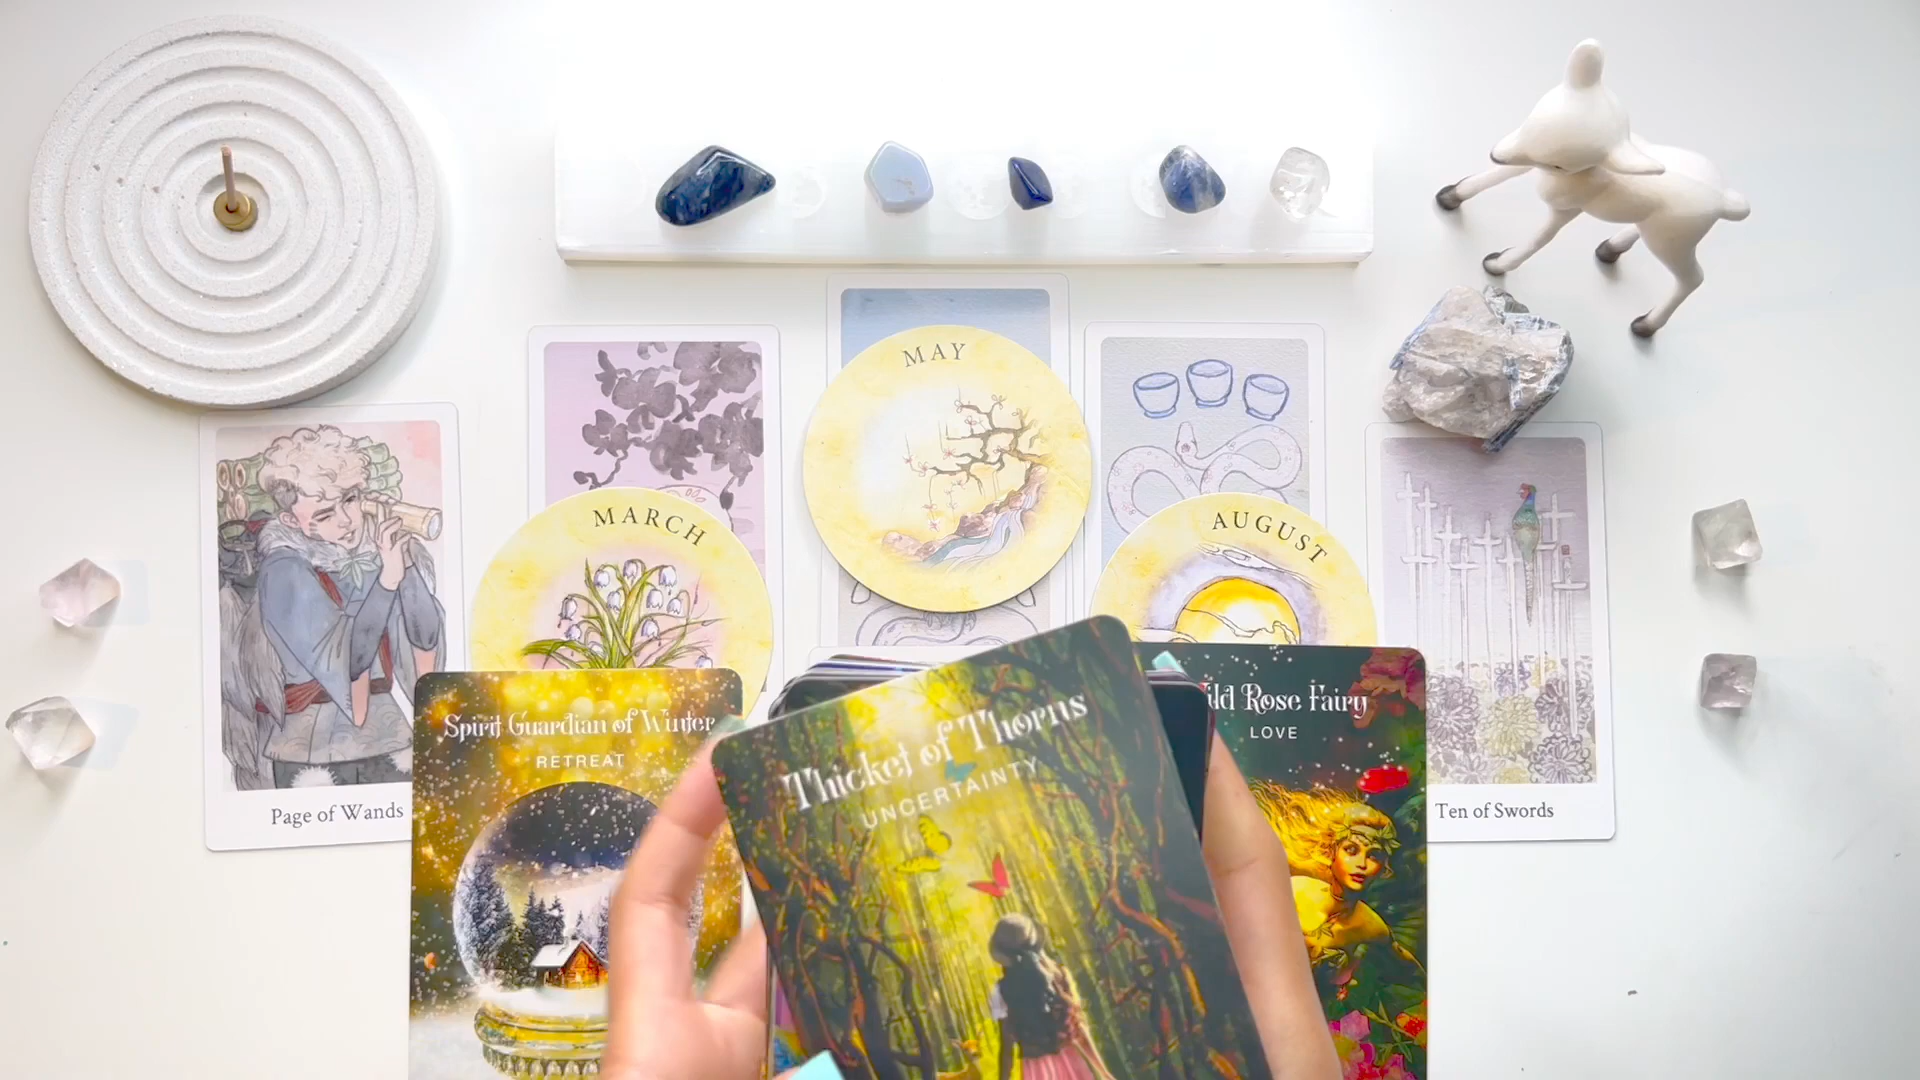 MAY
MARCH
AUGUST
Page of Wands
Spirit Guardian of Winter
RETREAT
Thicket of Thorns
UNCERTAINTY
Rose Fairy
LOVE
Ten of Swords